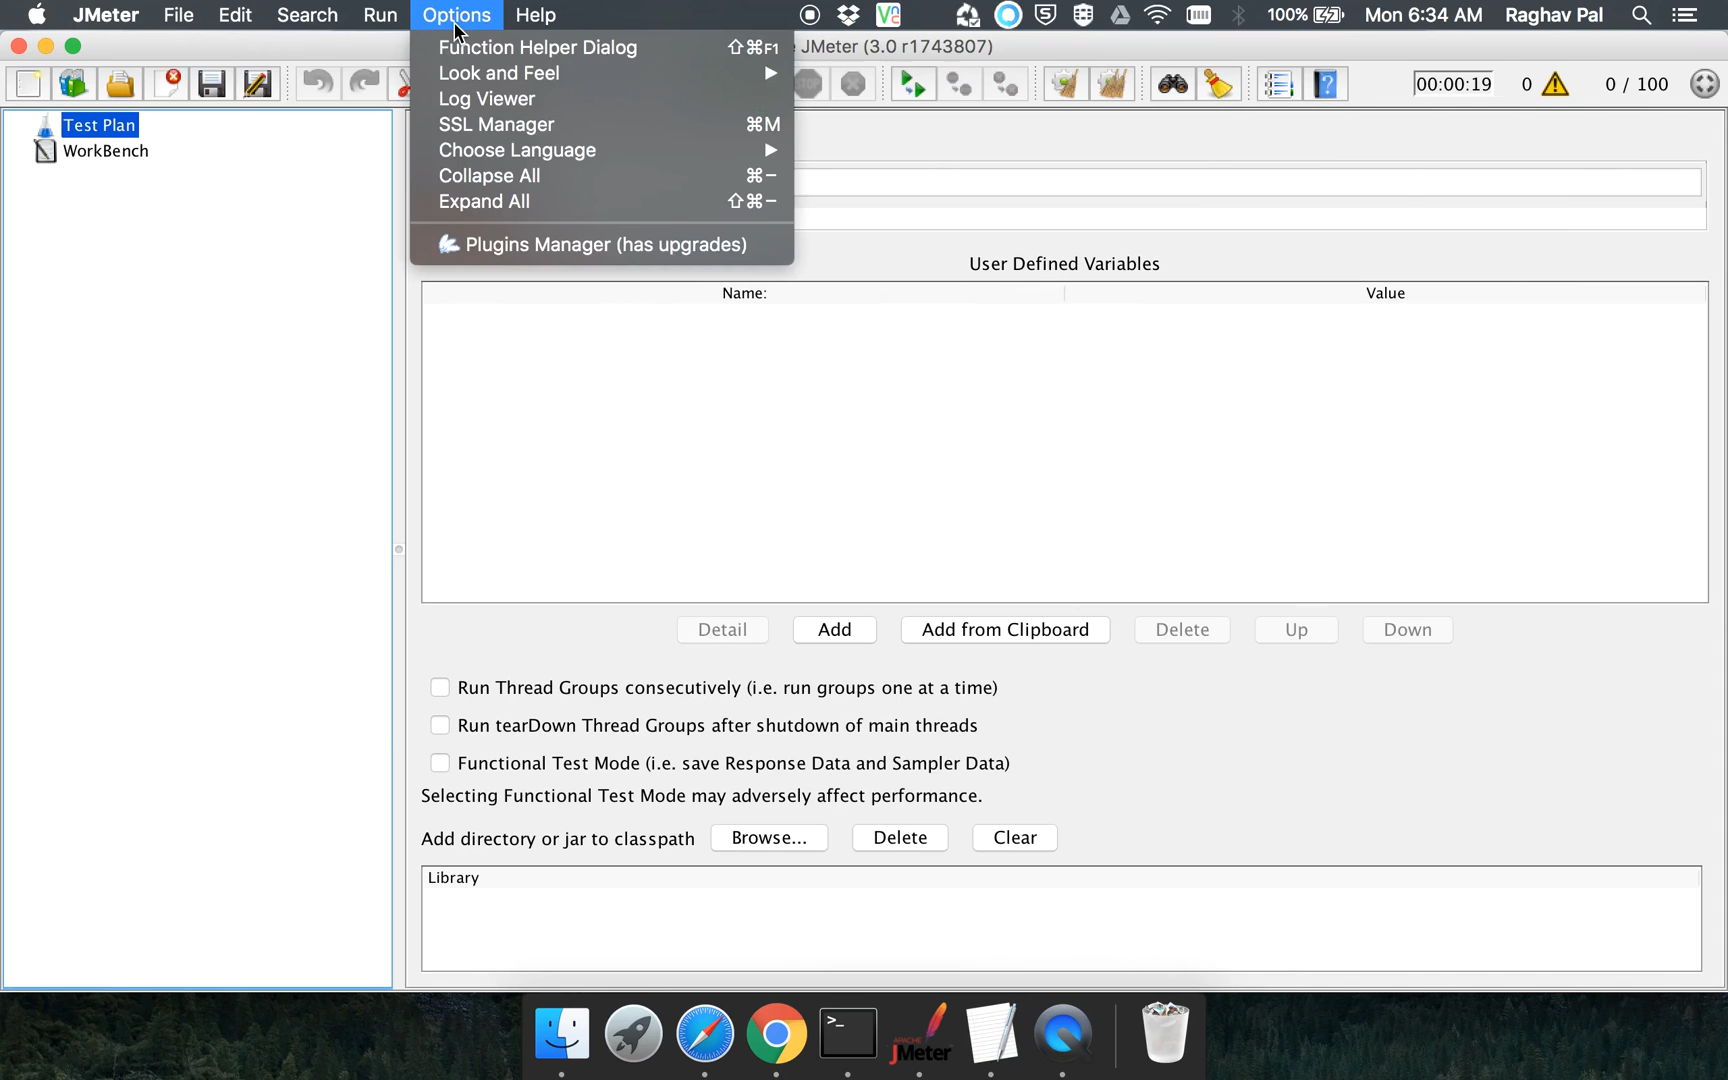 JMeter File Edit Search Run Options Help 100% Mon 6:34 AM Raghav Pal
JMeter (3.0 r1743807)
Function Helper Dialog ⇧⌘F1
Look and Feel
Log Viewer
SSL Manager ⌘M
Choose Language
Collapse All ⌘−
Expand All ⇧⌘−
Plugins Manager (has upgrades)
STOP
00:00:19 0 0 / 100
Test Plan
WorkBench
User Defined Variables
Name: Value
Detail Add Add from Clipboard Delete Up Down
Run Thread Groups consecutively (i.e. run groups one at a time)
Run tearDown Thread Groups after shutdown of main threads
Functional Test Mode (i.e. save Response Data and Sampler Data)
Selecting Functional Test Mode may adversely affect performance.
Add directory or jar to classpath Browse... Delete Clear
Library
APACHE
JMeter